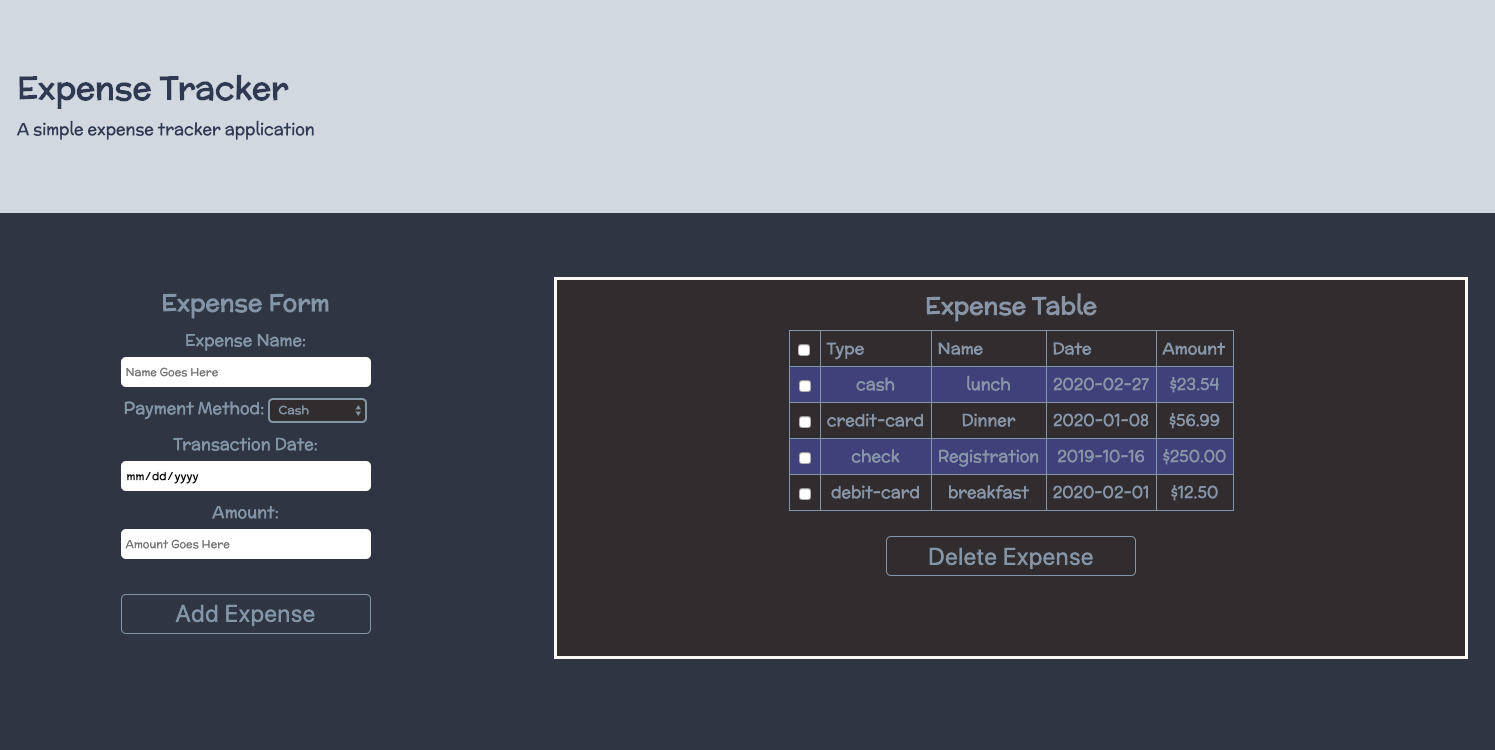 Expense Tracker
A simple expense tracker application
Expense Form
Expense Name:
Name Goes Here
Payment Method: Cash
Transaction Date:
mm/dd/yyyy
Amount:
Amount Goes Here
Add Expense
Expense Table
Type Name Date Amount
cash lunch 2020-02-27 $23.54
credit-card Dinner 2020-01-08 $56.99
check Registration 2019-10-16 $250.00
debit-card breakfast 2020-02-01 $12.50
Delete Expense